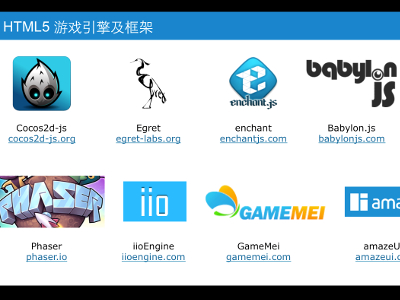 HTML5 游戏引擎及框架
enchant.js
babylon
JS
Cocos2d-js
Egret
enchant
Babylon.js
cocos2d-js.org
egret-labs.org
enchantjs.com
babylonjs.com
PHASER
iio
GAMEMEI
ama
Phaser
iioEngine
GameMei
amazeU
phaser.io
iioengine.com
gamemei.com
amazeui.c